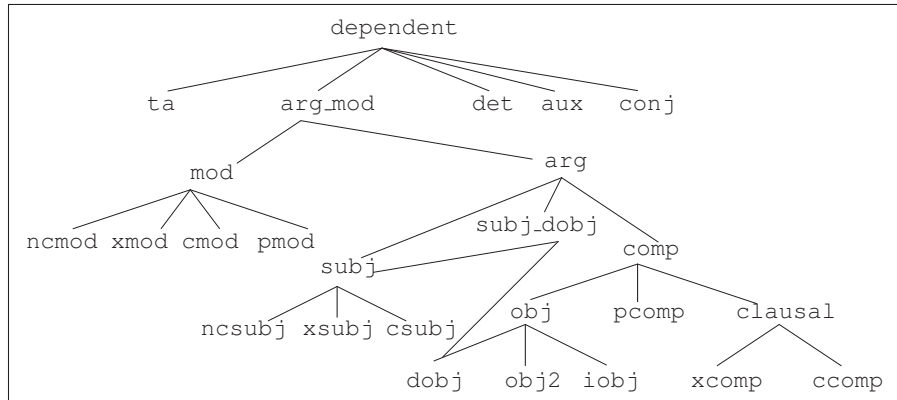 dependent
ta arg_mod det aux conj
mod arg
ncmod xmod cmod pmod subj_dobj
subj comp
ncsubj xsubj csubj obj pcomp clausal
dobj obj2 iobj xcomp ccomp